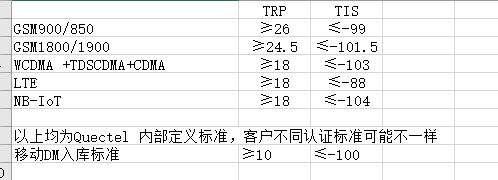 TRP TIS
GSM900/850 ≥26 ≤-99
GSM1800/1900 ≥24.5 ≤-101.5
WCDMA +TDSCDMA+CDMA ≥18 ≤-103
LTE ≥18 ≤-88
NB-IoT ≥18 ≤-104
以上均为Quectel 内部定义标准，客户不同认证标准可能不一样
移动DM入库标准 ≥10 ≤-100